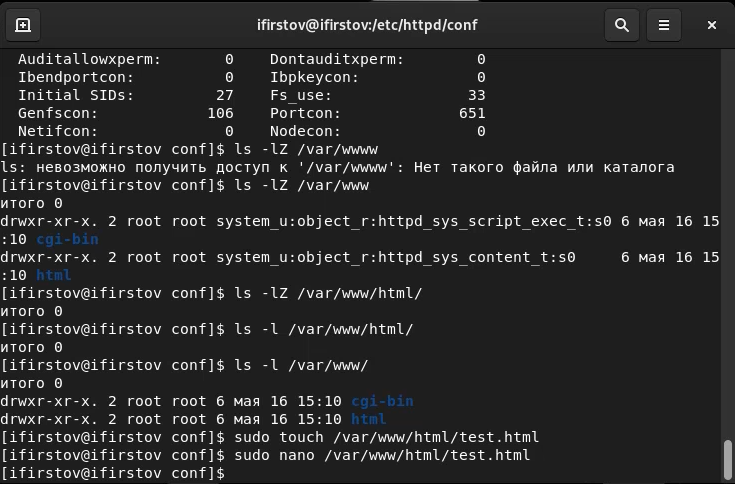 ifirstov@ifirstov:/etc/httpd/conf
Auditallowxperm: 0 Dontauditxperm: 0
Ibendportcon: 0 Ibpkeycon: 0
Initial SIDs: 27 Fs_use: 33
Genfscon: 106 Portcon: 651
Netifcon: 0 Nodecon: 0
[ifirstov@ifirstov conf]$ ls -lZ /var/wwww
ls: невозможно получить доступ к '/var/wwww': Нет такого файла или каталога
[ifirstov@ifirstov conf]$ ls -lZ /var/www
итого 0
drwxr-xr-x. 2 root root system_u:object_r:httpd_sys_script_exec_t:s0 6 мая 16 15
:10 cgi-bin
drwxr-xr-x. 2 root root system_u:object_r:httpd_sys_content_t:s0 6 мая 16 15
:10 html
[ifirstov@ifirstov conf]$ ls -lZ /var/www/html/
итого 0
[ifirstov@ifirstov conf]$ ls -l /var/www/html/
итого 0
[ifirstov@ifirstov conf]$ ls -l /var/www/
итого 0
drwxr-xr-x. 2 root root 6 мая 16 15:10 cgi-bin
drwxr-xr-x. 2 root root 6 мая 16 15:10 html
[ifirstov@ifirstov conf]$ sudo touch /var/www/html/test.html
[ifirstov@ifirstov conf]$ sudo nano /var/www/html/test.html
[ifirstov@ifirstov conf]$